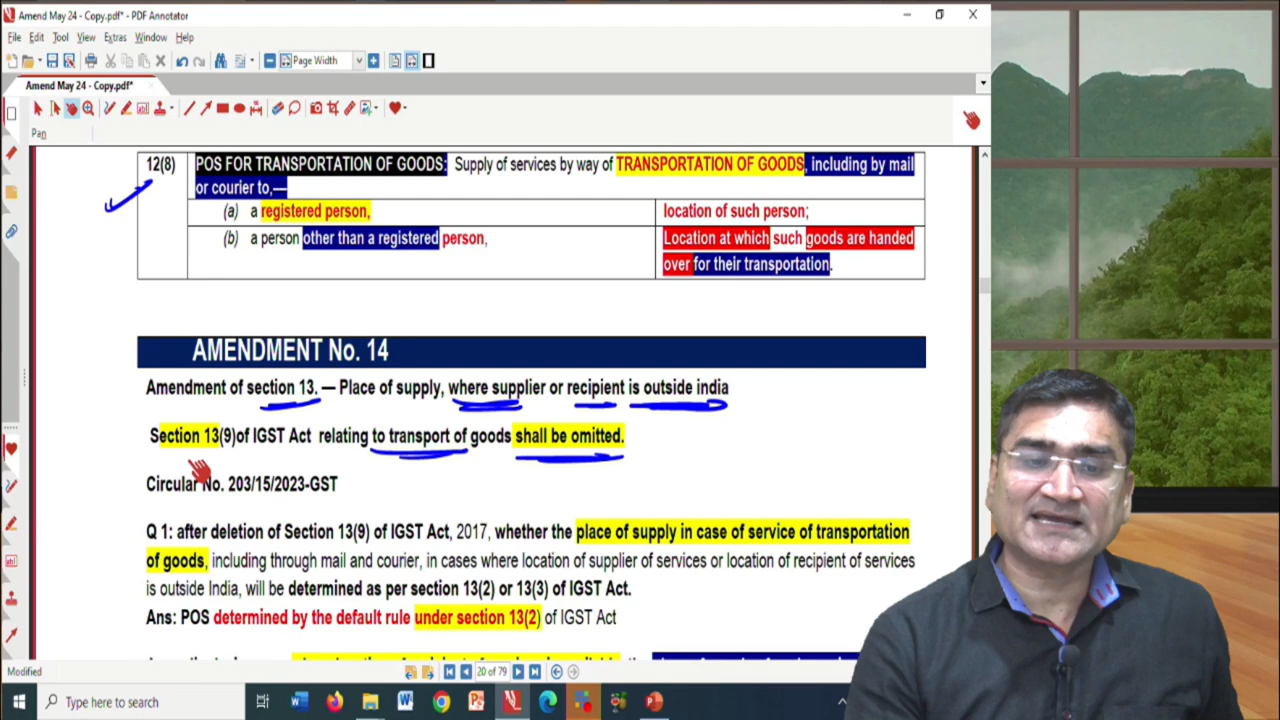 Amend May 24 - Copy.pdf* - PDF Annotator
File Edit Tool View Extras Window Help
Page Width
Amend May 24 - Copy.pdf*
Pan
12(8) POS FOR TRANSPORTATION OF GOODS: Supply of services by way of TRANSPORTATION OF GOODS, including by mail
or courier to,—
(a) a registered person, location of such person;
(b) a person other than a registered person, Location at which such goods are handed
over for their transportation.
AMENDMENT No. 14
Amendment of section 13. — Place of supply, where supplier or recipient is outside india
Section 13(9)of IGST Act relating to transport of goods shall be omitted.
Circular No. 203/15/2023-GST
Q 1: after deletion of Section 13(9) of IGST Act, 2017, whether the place of supply in case of service of transportation
of goods, including through mail and courier, in cases where location of supplier of services or location of recipient of services
is outside India, will be determined as per section 13(2) or 13(3) of IGST Act.
Ans: POS determined by the default rule under section 13(2) of IGST Act
Modified
20 of 79
Type here to search